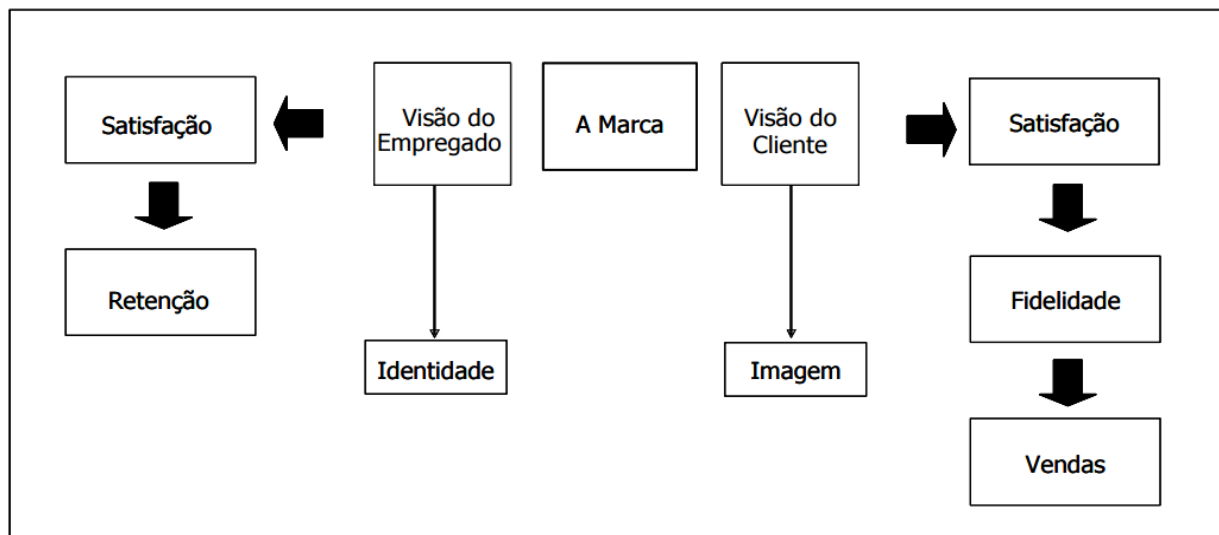 Satisfação
Visão do
Empregado
A Marca
Visão do
Cliente
Satisfação
Retenção
Fidelidade
Identidade
Imagem
Vendas